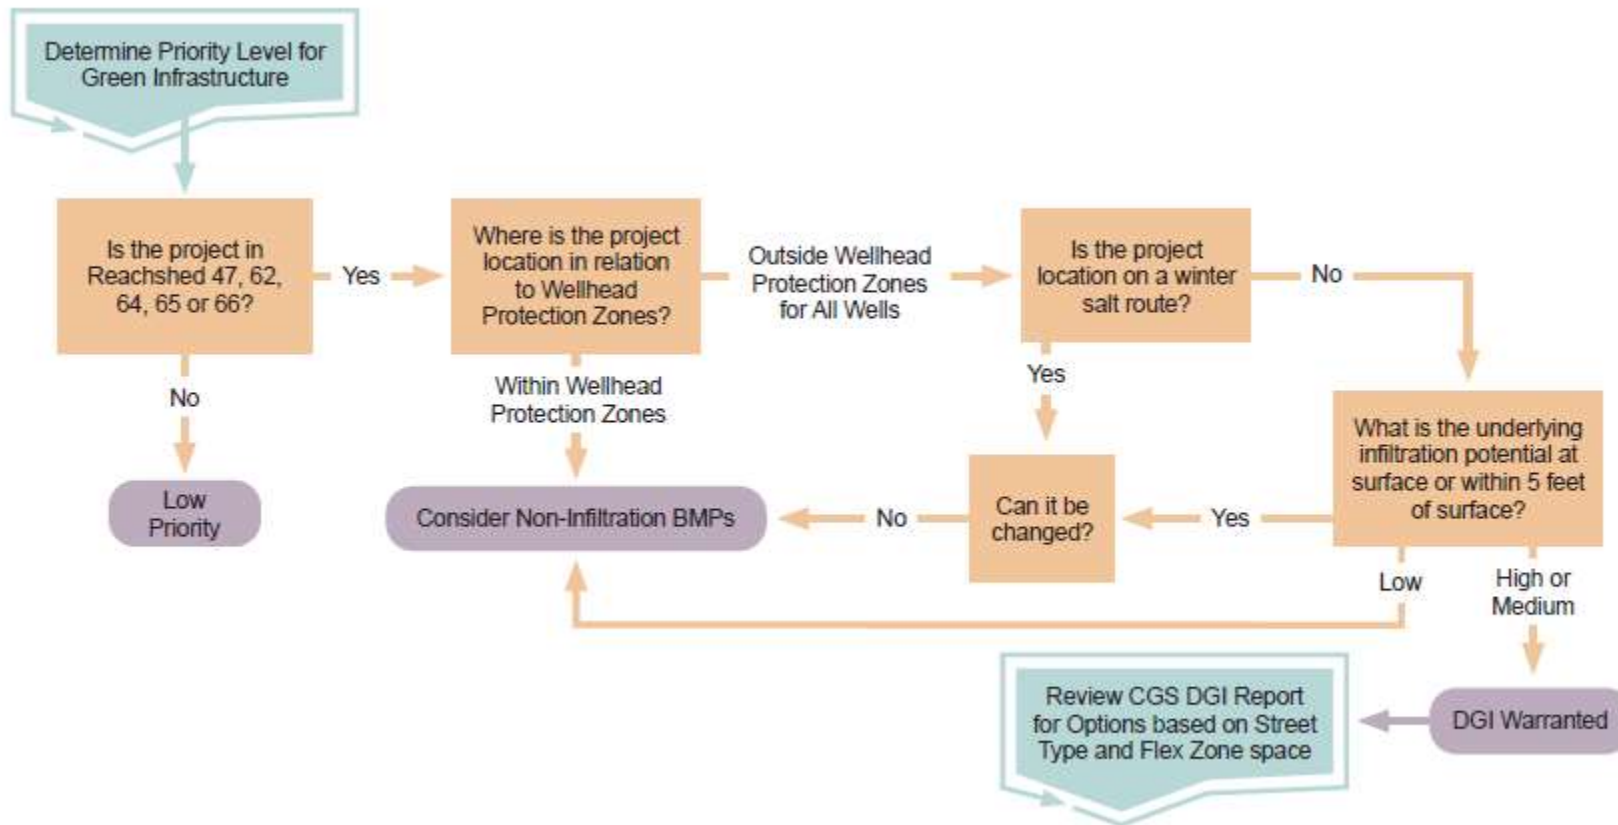 Determine Priority Level for
Green Infrastructure
Is the project in
Reachshed 47, 62,
64, 65 or 66?
Yes
Where is the project
location in relation
to Wellhead
Protection Zones?
Outside Wellhead
Protection Zones
for All Wells
Is the project
location on a winter
salt route?
No
No
Within Wellhead
Protection Zones
Yes
What is the underlying
infiltration potential at
surface or within 5 feet
of surface?
Low
Priority
Consider Non-Infiltration BMPs
No
Can it be
changed?
Yes
Low
High or
Medium
Review CGS DGI Report
for Options based on Street
Type and Flex Zone space
DGI Warranted